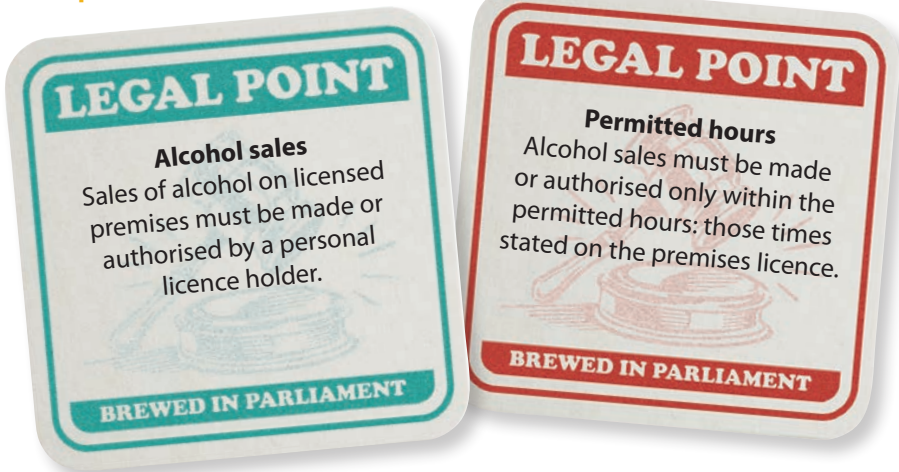 LEGAL POINT
Alcohol sales
Sales of alcohol on licensed
premises must be made or
authorised by a personal
licence holder.
BREWED IN PARLIAMENT
LEGAL POINT
Permitted hours
Alcohol sales must be made
or authorised only within the
permitted hours: those times
stated on the premises licence.
BREWED IN PARLIAMENT